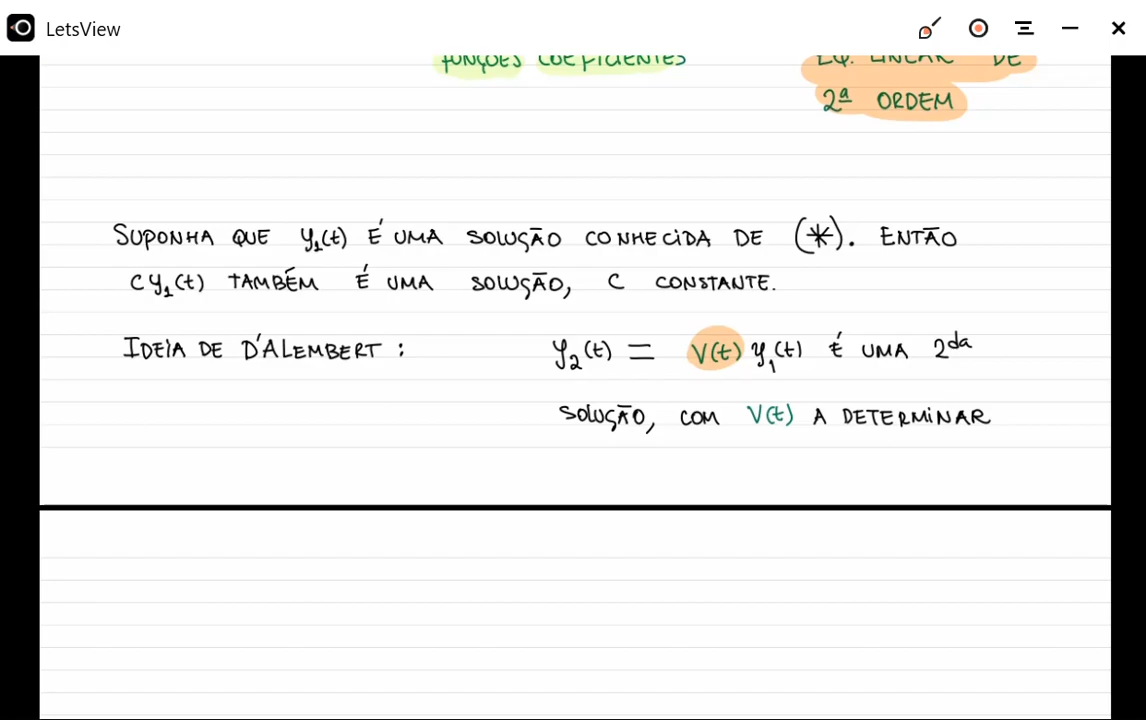 LetsView
FUNÇÕES COEFICIENTES
EQ. LINEAR DE
2ª ORDEM
SUPONHA QUE y₁(t) É UMA SOLUÇÃO CONHECIDA DE (*). ENTÃO
C y₁(t) TAMBÉM É UMA SOLUÇÃO, C CONSTANTE.
IDEIA DE D'ALEMBERT : y₂(t) = V(t) y₁(t) É UMA 2da
SOLUÇÃO, COM V(t) A DETERMINAR